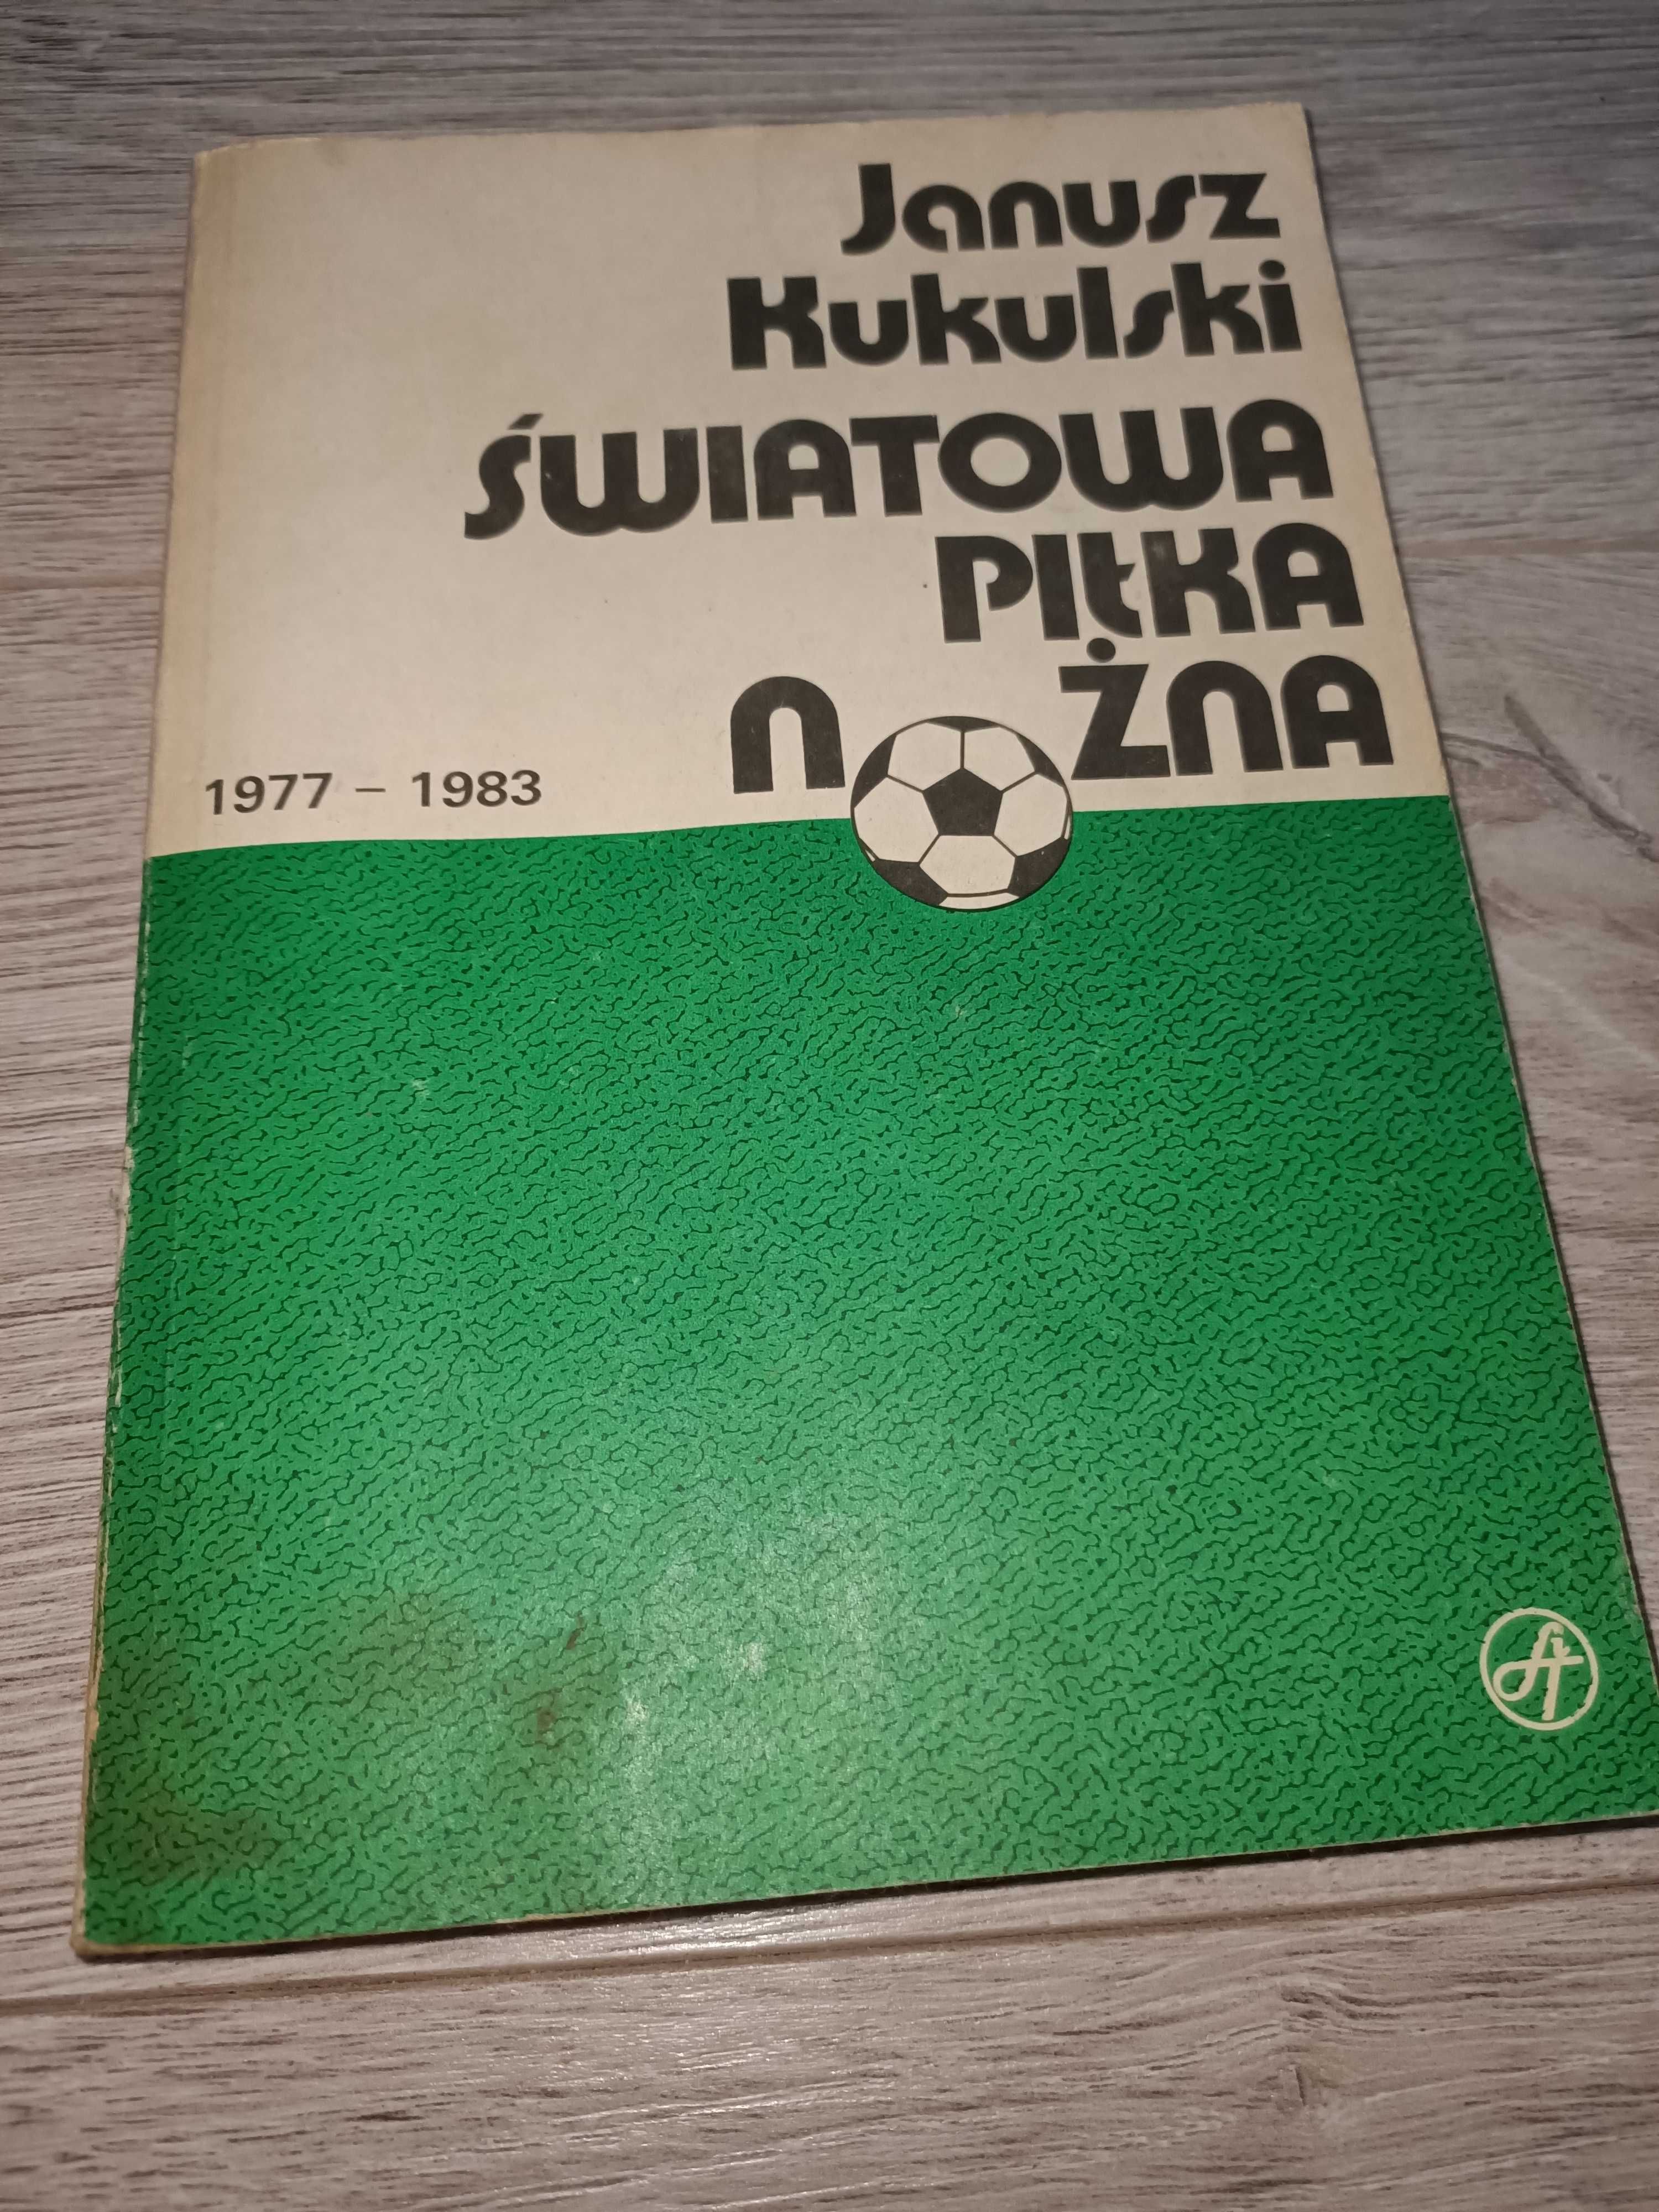 Janusz
Kukulski
ŚWIATOWA
PIŁKA
NOŻNA
1977 – 1983